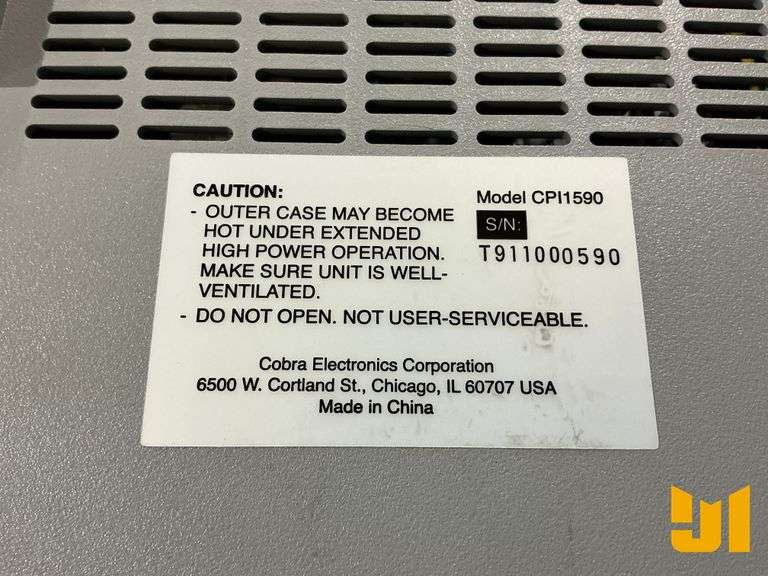 CAUTION:
- OUTER CASE MAY BECOME
HOT UNDER EXTENDED
HIGH POWER OPERATION.
MAKE SURE UNIT IS WELL-
VENTILATED.
- DO NOT OPEN. NOT USER-SERVICEABLE.
Model CPI1590
S/N:
T911000590
Cobra Electronics Corporation
6500 W. Cortland St., Chicago, IL 60707 USA
Made in China